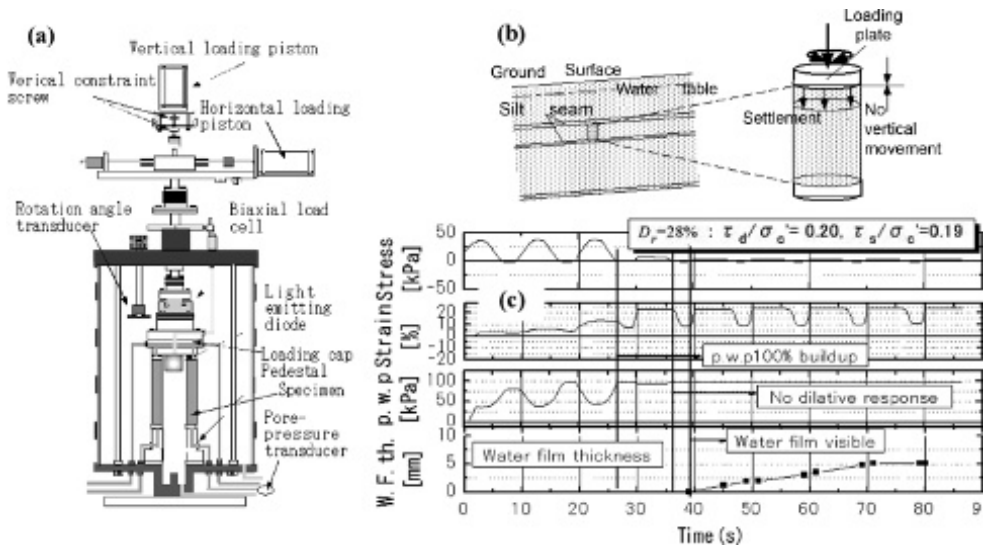 (a)
Vertical loading piston
Verical constraint
screw
Horizontal loading
piston
Rotation angle
transducer
Biaxial load
cell
Light
emitting
diode
Loading cap
Pedestal
Specimen
Pore-
pressure
transducer
(b)
Loading
plate
Ground Surface
Water Table
Silt seam
Settlement
No
vertical
movement
(c)
Dr=28% : τd/σc'= 0.20, τs/σc'=0.19
Stress
[kPa]
50
0
-50
Strain
[%]
20
10
0
-10
-20
p.w.p100% buildup
p.w.p
[kPa]
100
50
0
No dilative response
W.F.th.
[mm]
10
5
0
Water film thickness
Water film visible
0 10 20 30 40 50 60 70 80 90
Time(s)